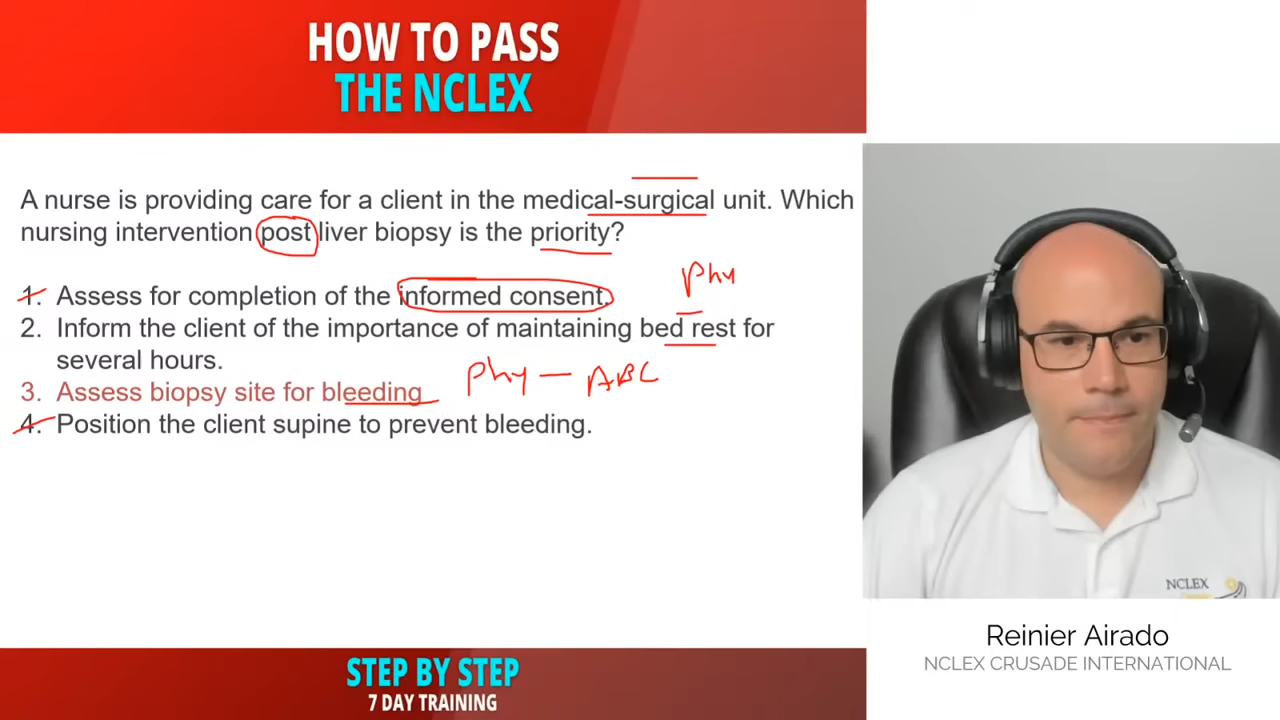 HOW TO PASS
THE NCLEX
A nurse is providing care for a client in the medical-surgical unit. Which
nursing intervention post liver biopsy is the priority?
Phy
1. Assess for completion of the informed consent.
2. Inform the client of the importance of maintaining bed rest for
several hours.
Phy — ABC
3. Assess biopsy site for bleeding
4. Position the client supine to prevent bleeding.
NCLEX
Reinier Airado
NCLEX CRUSADE INTERNATIONAL
STEP BY STEP
7 DAY TRAINING